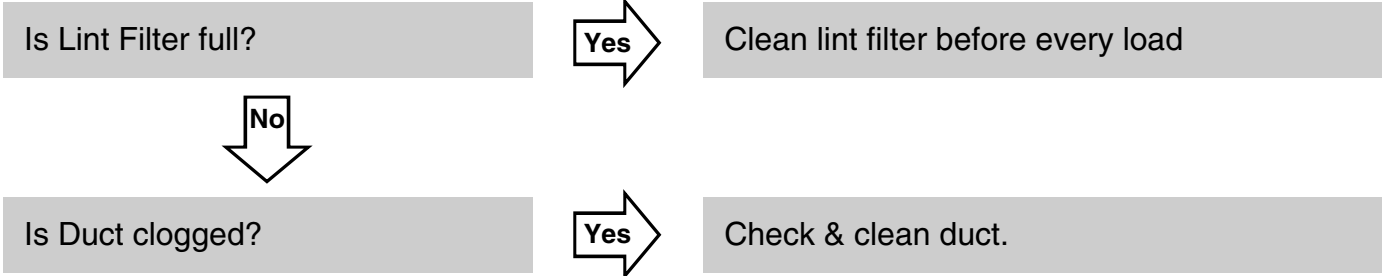 Is Lint Filter full?
Yes
Clean lint filter before every load
No
Is Duct clogged?
Yes
Check & clean duct.